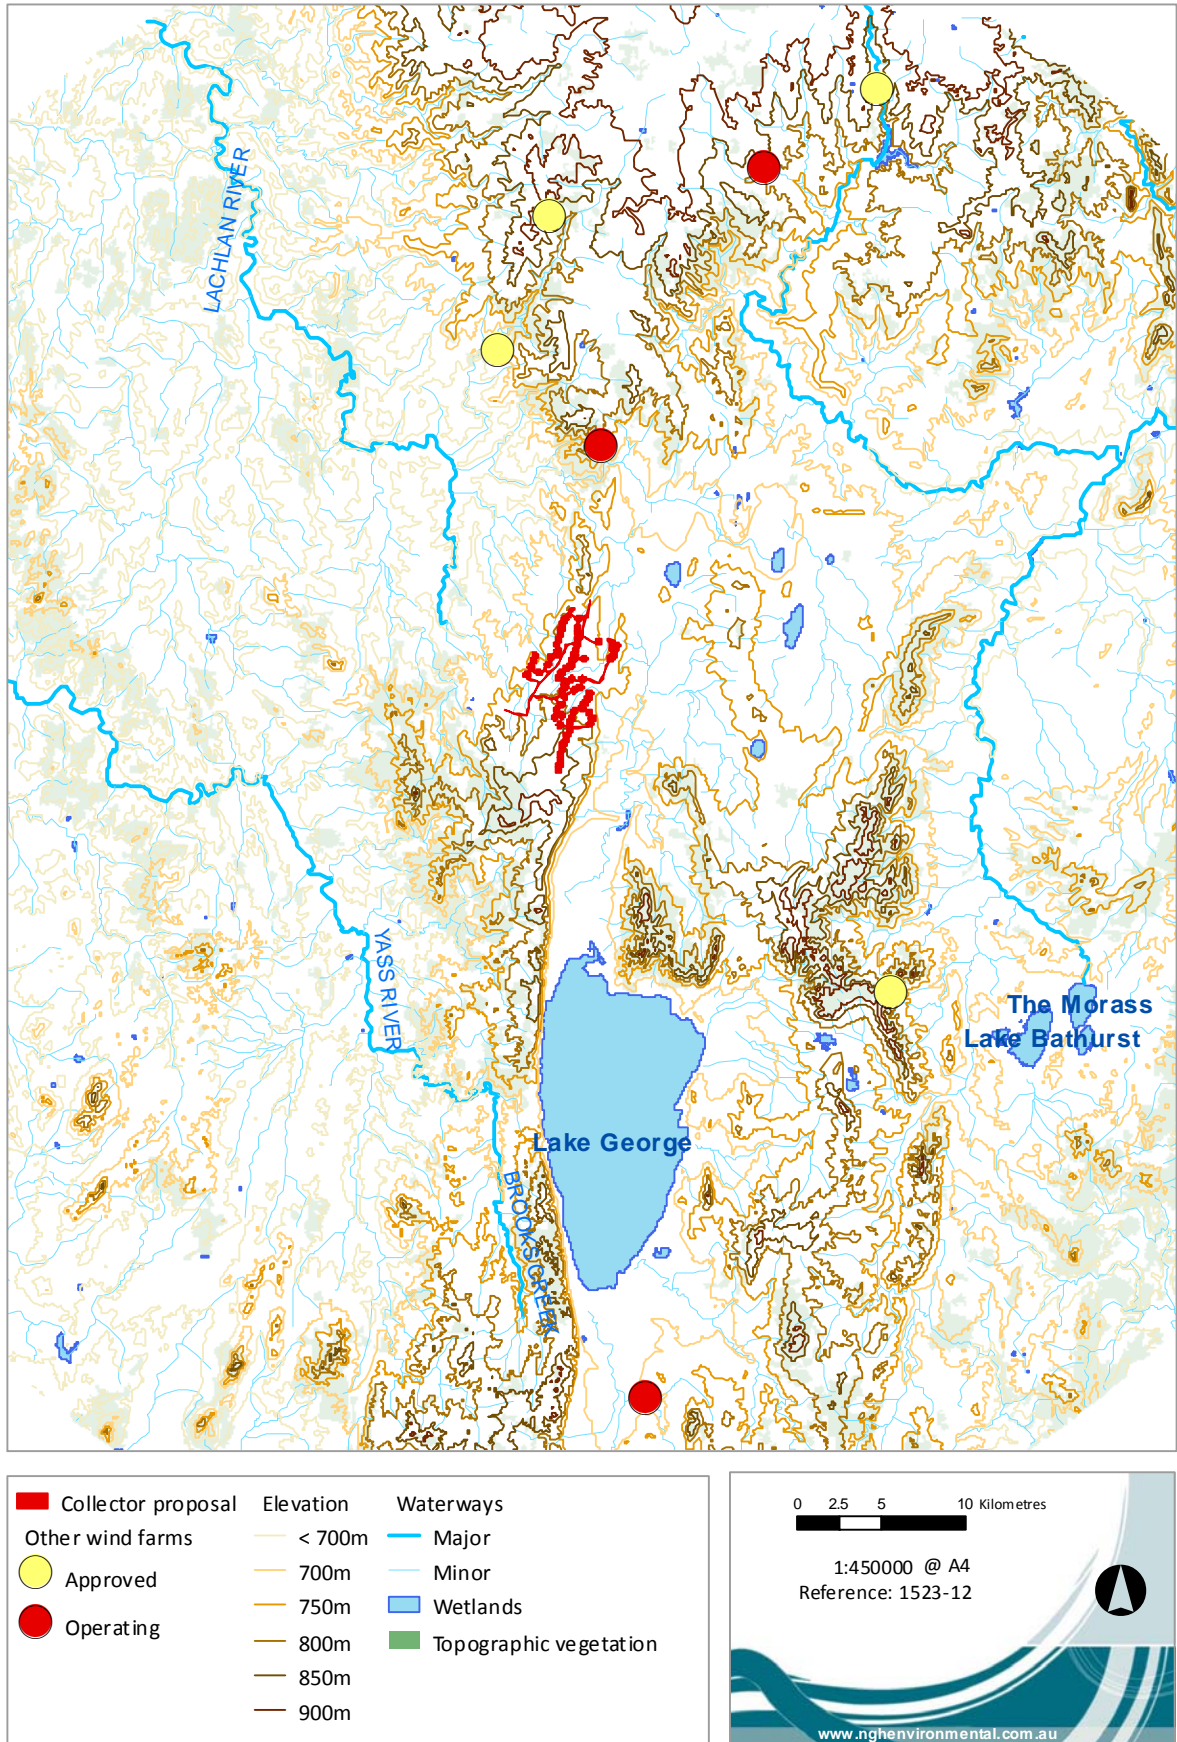 LACHLAN RIVER
YASS RIVER
The Morass
Lake Bathurst
Lake George
BROOKS CREEK
Collector proposal
Other wind farms
Approved
Operating
Elevation
< 700m
700m
750m
800m
850m
900m
Waterways
Major
Minor
Wetlands
Topographic vegetation
0 2.5 5 10 Kilometres
1:450000 @ A4
Reference: 1523-12
www.nghenvironmental.com.au